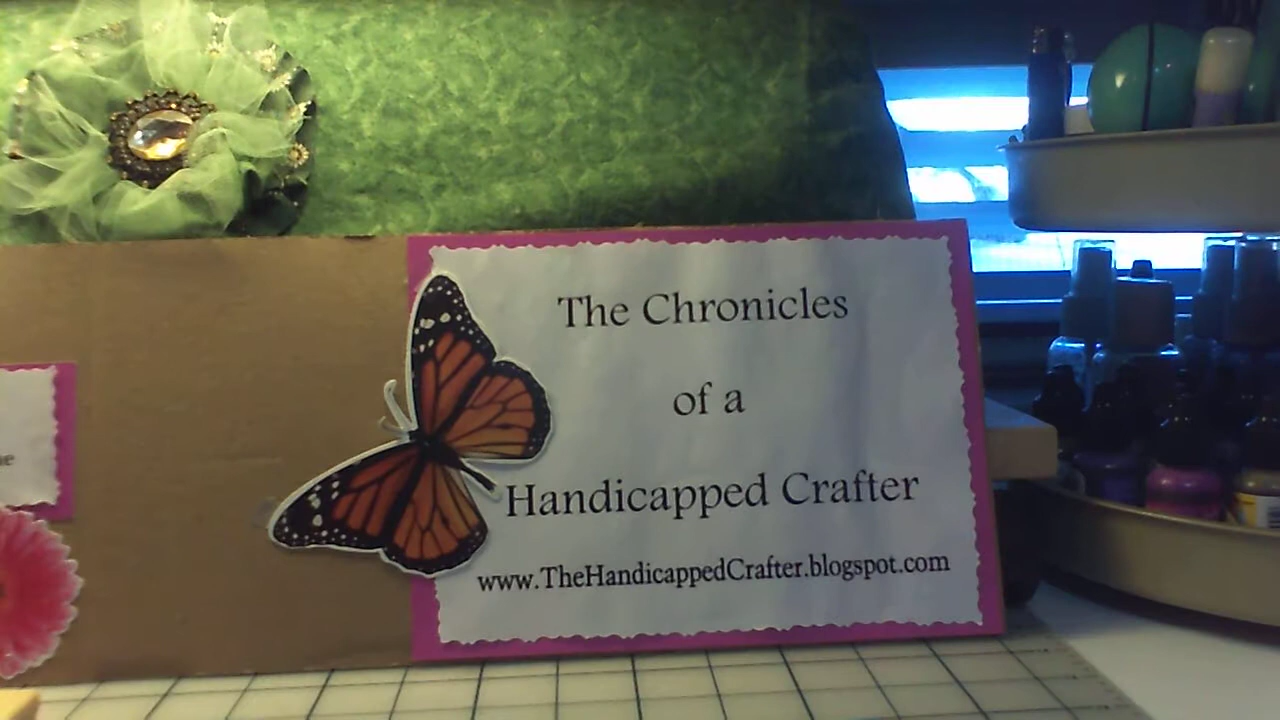 The Chronicles
of a
Handicapped Crafter
www.TheHandicappedCrafter.blogspot.com